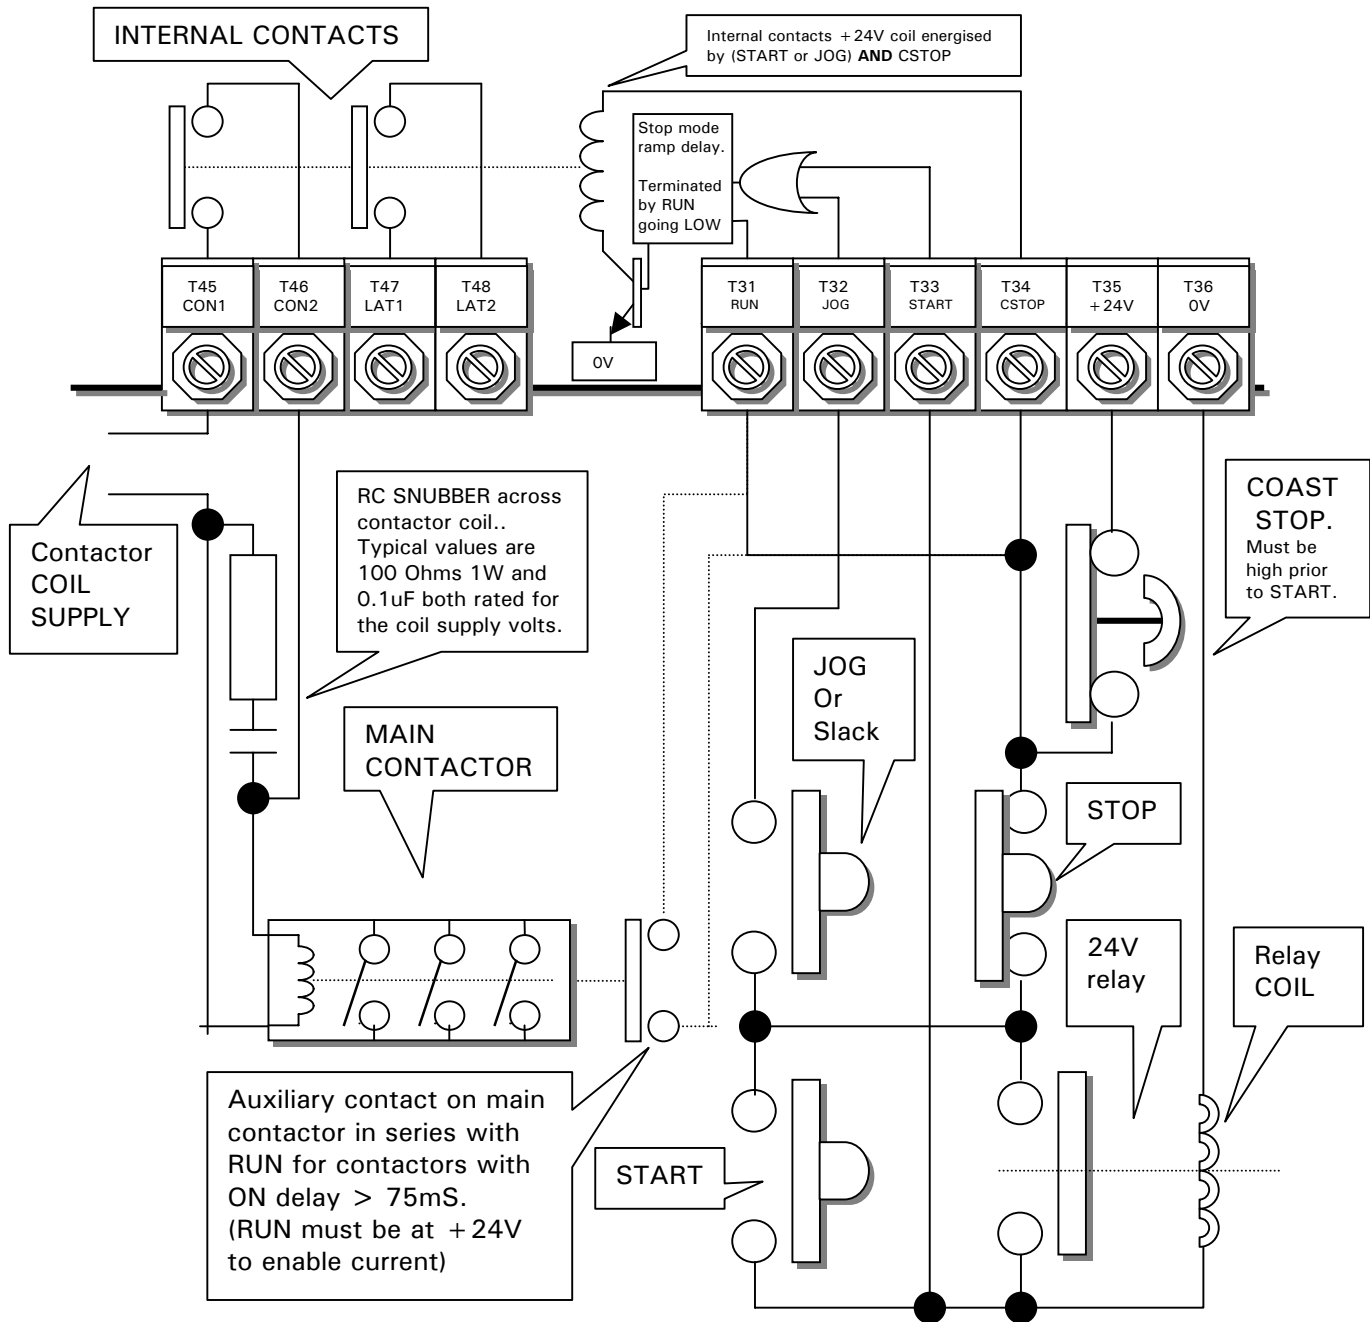 INTERNAL CONTACTS
Internal contacts +24V coil energised
by (START or JOG) AND CSTOP
Stop mode
ramp delay.
Terminated
by RUN
going LOW
T45
CON1
T46
CON2
T47
LAT1
T48
LAT2
0V
T31
RUN
T32
JOG
T33
START
T34
CSTOP
T35
+24V
T36
0V
Contactor
COIL
SUPPLY
RC SNUBBER across
contactor coil..
Typical values are
100 Ohms 1W and
0.1uF both rated for
the coil supply volts.
COAST
STOP.
Must be
high prior
to START.
MAIN
CONTACTOR
JOG
Or
Slack
STOP
24V
relay
Relay
COIL
Auxiliary contact on main
contactor in series with
RUN for contactors with
ON delay > 75mS.
(RUN must be at +24V
to enable current)
START